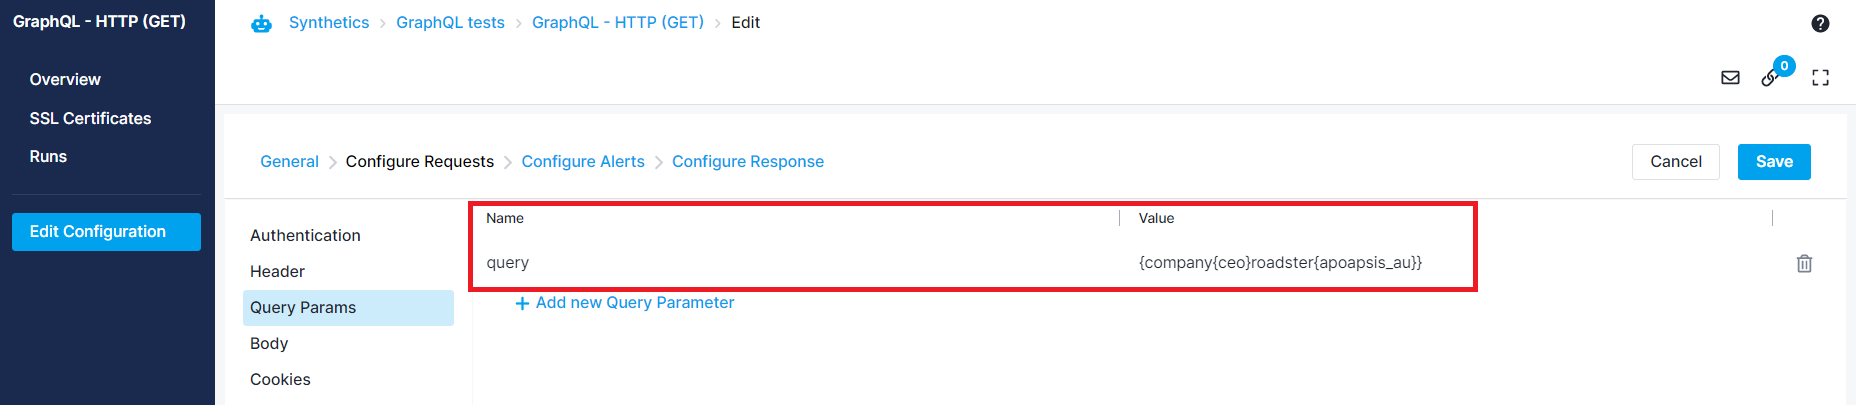 GraphQL - HTTP (GET)
Overview
SSL Certificates
Runs
Edit Configuration
Synthetics > GraphQL tests > GraphQL - HTTP (GET) > Edit
?
0
General > Configure Requests > Configure Alerts > Configure Response
Cancel
Save
Authentication
Header
Query Params
Body
Cookies
Name
Value
query
{company{ceo}roadster{apoapsis_au}}
+ Add new Query Parameter